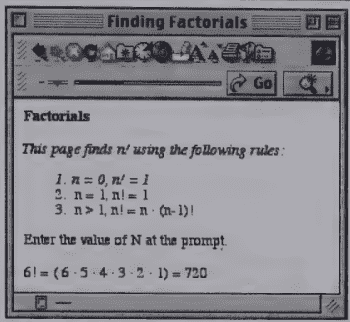 Finding Factorials
Go
Factorials
This page finds n! using the following rules:
1. n = 0, n! = 1
2. n = 1, n! = 1
3. n > 1, n! = n · (n-1)!
Enter the value of N at the prompt.
6! = (6 · 5 · 4 · 3 · 2 · 1) = 720